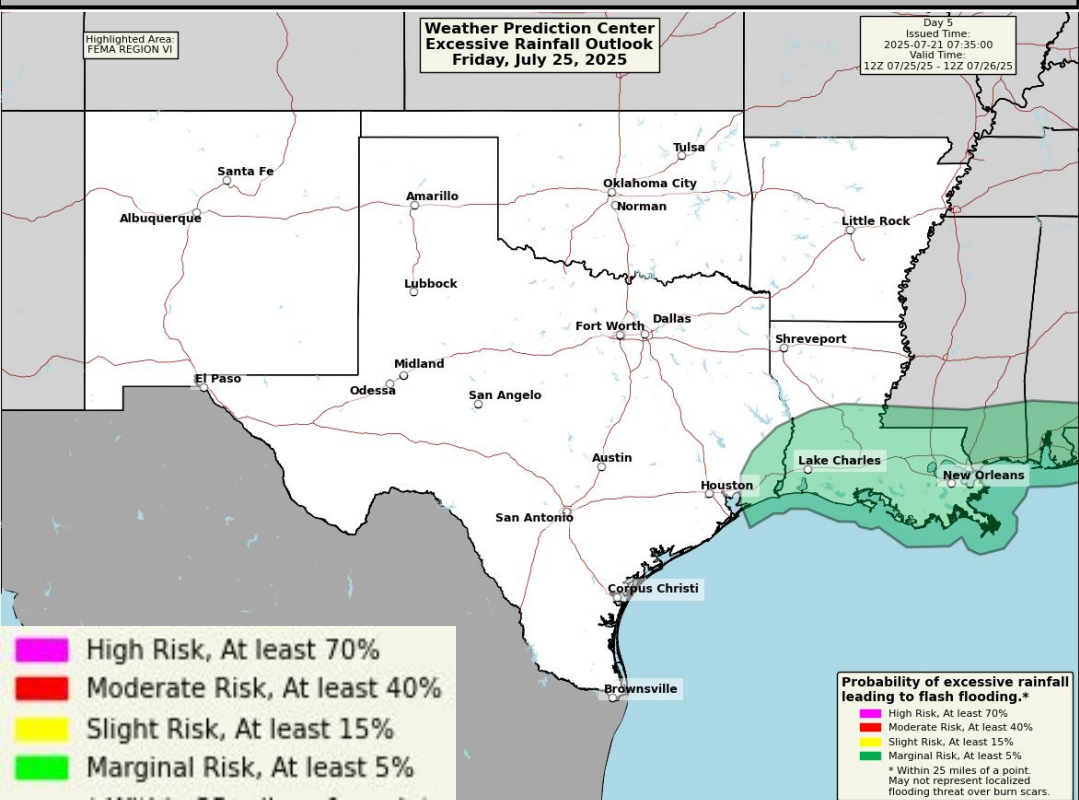 Highlighted Area:
FEMA REGION VI
Weather Prediction Center
Excessive Rainfall Outlook
Friday, July 25, 2025
Day 5
Issued Time:
2025-07-21 07:35:00
Valid Time:
12Z 07/25/25 - 12Z 07/26/25
Tulsa
Santa Fe
Oklahoma City
Amarillo
Norman
Albuquerque
Little Rock
Lubbock
Dallas
Fort Worth
Shreveport
Midland
El Paso
Odessa
San Angelo
Austin
Lake Charles
New Orleans
Houston
San Antonio
Corpus Christi
Brownsville
High Risk, At least 70%
Moderate Risk, At least 40%
Slight Risk, At least 15%
Marginal Risk, At least 5%
Probability of excessive rainfall
leading to flash flooding.*
High Risk, At least 70%
Moderate Risk, At least 40%
Slight Risk, At least 15%
Marginal Risk, At least 5%
* Within 25 miles of a point.
May not represent localized
flooding threat over burn scars.